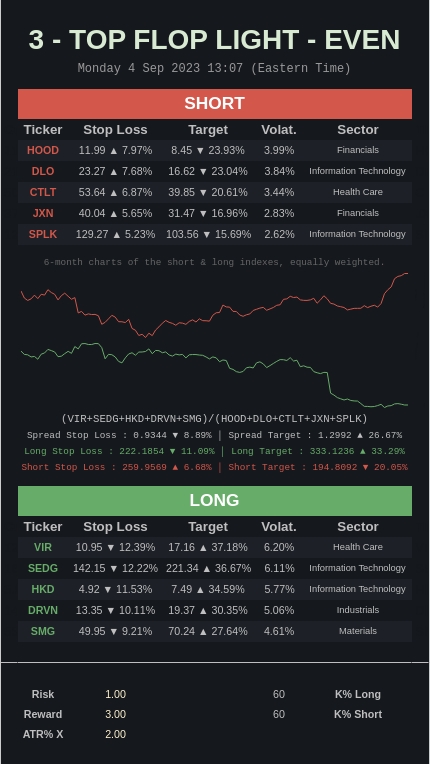 3 - TOP FLOP LIGHT - EVEN
Monday 4 Sep 2023 13:07 (Eastern Time)
SHORT
Ticker Stop Loss Target Volat. Sector
HOOD 11.99 ▲ 7.97% 8.45 ▼ 23.93% 3.99% Financials
DLO 23.27 ▲ 7.68% 16.62 ▼ 23.04% 3.84% Information Technology
CTLT 53.64 ▲ 6.87% 39.85 ▼ 20.61% 3.44% Health Care
JXN 40.04 ▲ 5.65% 31.47 ▼ 16.96% 2.83% Financials
SPLK 129.27 ▲ 5.23% 103.56 ▼ 15.69% 2.62% Information Technology
6-month charts of the short & long indexes, equally weighted.
(VIR+SEDG+HKD+DRVN+SMG)/(HOOD+DLO+CTLT+JXN+SPLK)
Spread Stop Loss : 0.9344 ▼ 8.89% | Spread Target : 1.2992 ▲ 26.67%
Long Stop Loss : 222.1854 ▼ 11.09% | Long Target : 333.1236 ▲ 33.29%
Short Stop Loss : 259.9569 ▲ 6.68% | Short Target : 194.8092 ▼ 20.05%
LONG
Ticker Stop Loss Target Volat. Sector
VIR 10.95 ▼ 12.39% 17.16 ▲ 37.18% 6.20% Health Care
SEDG 142.15 ▼ 12.22% 221.34 ▲ 36.67% 6.11% Information Technology
HKD 4.92 ▼ 11.53% 7.49 ▲ 34.59% 5.77% Information Technology
DRVN 13.35 ▼ 10.11% 19.37 ▲ 30.35% 5.06% Industrials
SMG 49.95 ▼ 9.21% 70.24 ▲ 27.64% 4.61% Materials
Risk 1.00 60 K% Long
Reward 3.00 60 K% Short
ATR% X 2.00